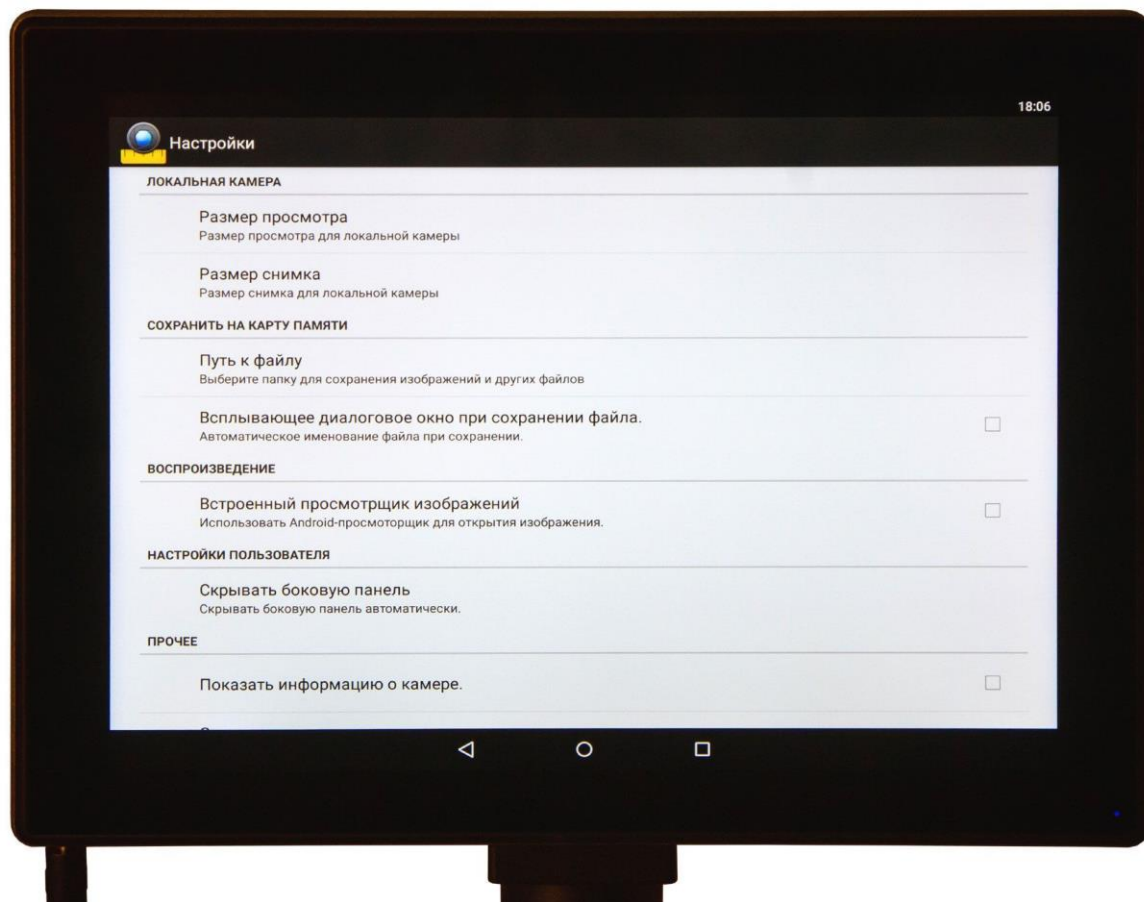 18:06
Настройки
ЛОКАЛЬНАЯ КАМЕРА
Размер просмотра
Размер просмотра для локальной камеры
Размер снимка
Размер снимка для локальной камеры
СОХРАНИТЬ НА КАРТУ ПАМЯТИ
Путь к файлу
Выберите папку для сохранения изображений и других файлов
Всплывающее диалоговое окно при сохранении файла.
Автоматическое именование файла при сохранении.
ВОСПРОИЗВЕДЕНИЕ
Встроенный просмотрщик изображений
Использовать Android-просмоторщик для открытия изображения.
НАСТРОЙКИ ПОЛЬЗОВАТЕЛЯ
Скрывать боковую панель
Скрывать боковую панель автоматически.
ПРОЧЕЕ
Показать информацию о камере.